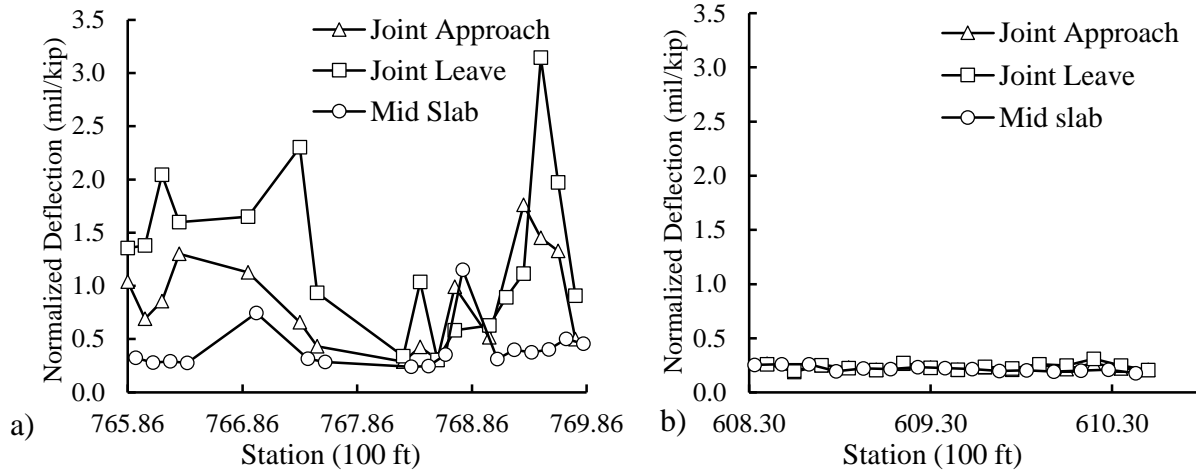 Normalized Deflection (mil/kip)
3.5
3.0
2.5
2.0
1.5
1.0
0.5
0.0
Joint Approach
Joint Leave
Mid Slab
765.86
766.86
767.86
768.86
769.86
a)
Station (100 ft)
Normalized Deflection (mil/kip)
3.5
3.0
2.5
2.0
1.5
1.0
0.5
0.0
Joint Approach
Joint Leave
Mid slab
608.30
609.30
610.30
b)
Station (100 ft)